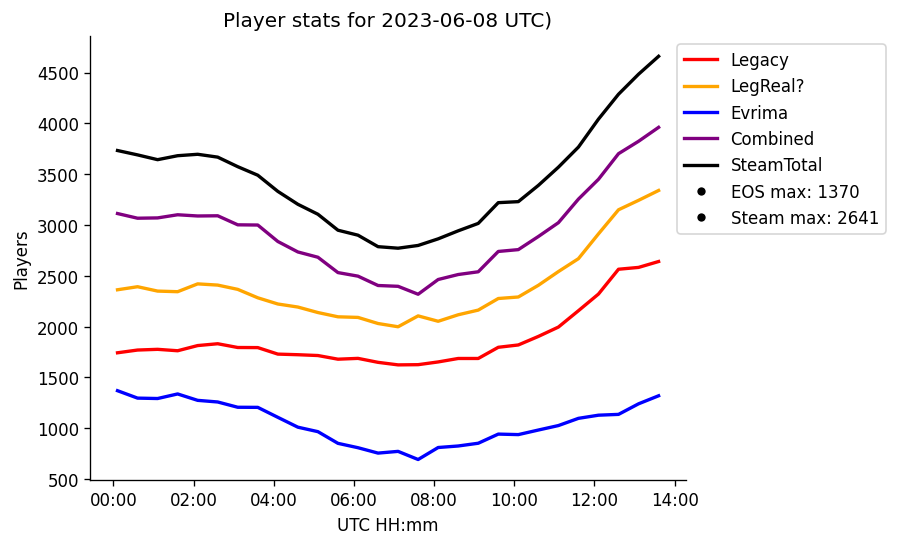 Player stats for 2023-06-08 UTC)
Legacy
LegReal?
Evrima
Combined
SteamTotal
EOS max: 1370
Steam max: 2641
Players
4500
4000
3500
3000
2500
2000
1500
1000
500
00:00 02:00 04:00 06:00 08:00 10:00 12:00 14:00
UTC HH:mm